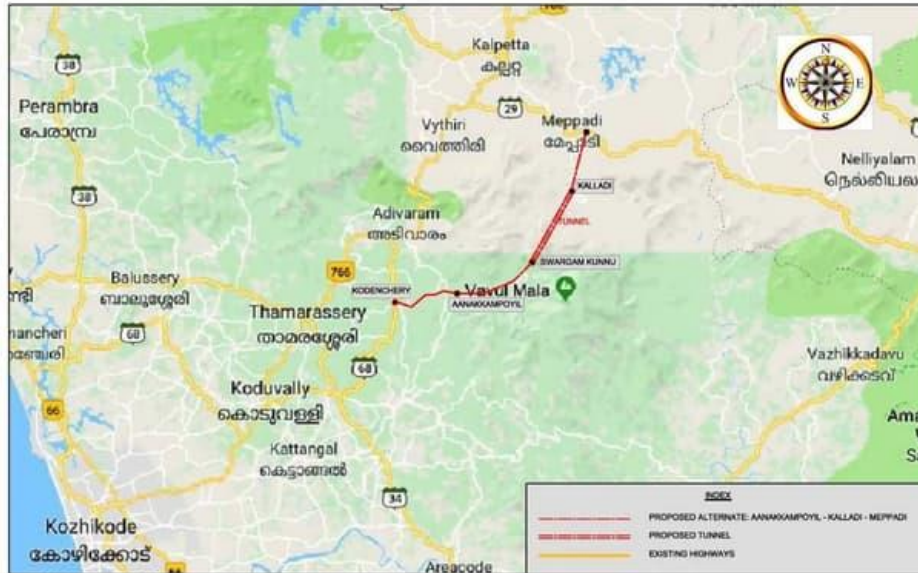 38
Kalpetta
കല്പറ്റ
N
W
E
S
Perambra
പേരാമ്പ്ര
29
Meppadi
മേപ്പാടി
Vythiri
വൈത്തിരി
Nelliyalam
KALLADI
38
TUNNEL
Adivaram
അടിവാരം
SWARGAM KUNNU
766
Balussery
ബാലുശ്ശേരി
KODENCHERY
Vavul Mala
AANAKKAMPOYIL
Thamarassery
താമരശ്ശേരി
68
Vazhikkadavu
വഴിക്കടവ്
68
Koduvally
കൊടുവള്ളി
66
Kattangal
കെട്ടാങ്ങൽ
Ama
34
INDEX
PROPOSED ALTERNATE: AANAKKAMPOYIL - KALLADI - MEPPADI
PROPOSED TUNNEL
EXISTING HIGHWAYS
Kozhikode
കോഴിക്കോട്
Areacode